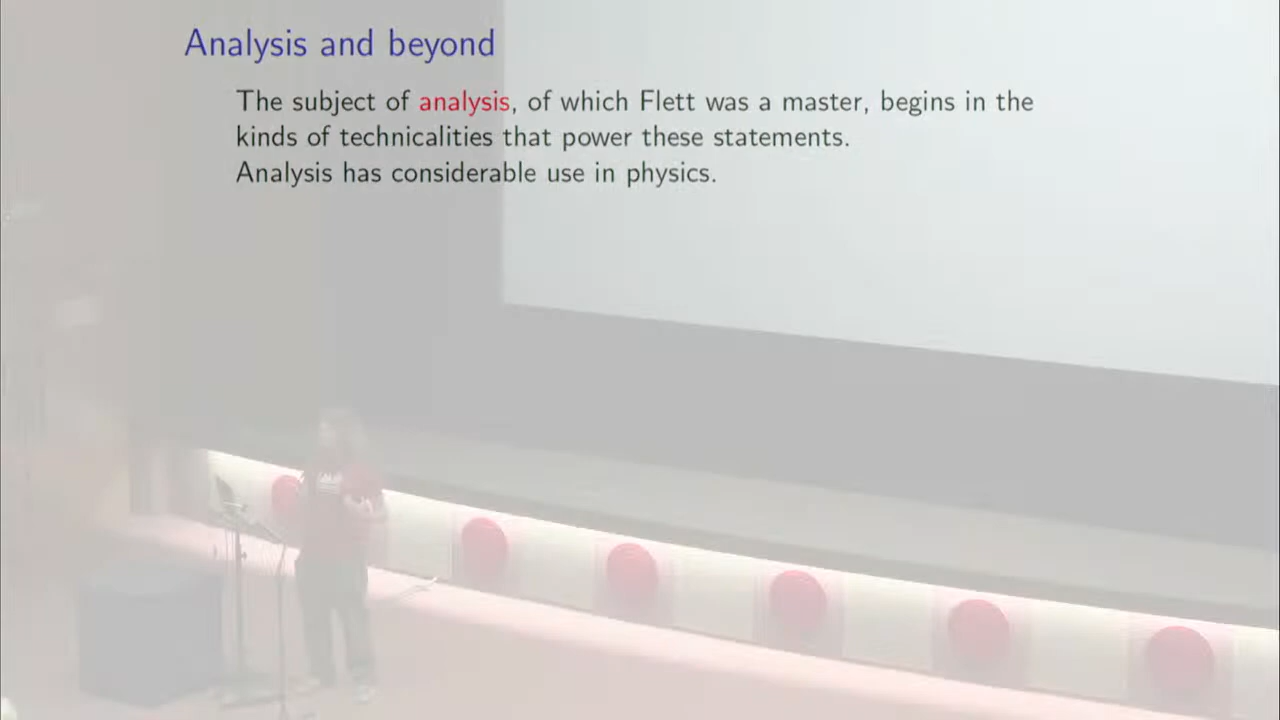 Analysis and beyond
The subject of analysis, of which Flett was a master, begins in the
kinds of technicalities that power these statements.
Analysis has considerable use in physics.